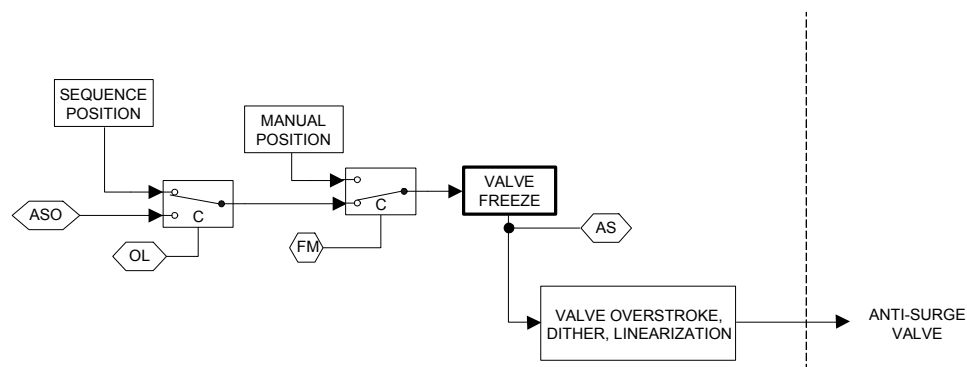 SEQUENCE
POSITION
MANUAL
POSITION
VALVE
FREEZE
ASO
C
C
OL
FM
AS
VALVE OVERSTROKE,
DITHER, LINEARIZATION
ANTI-SURGE
VALVE